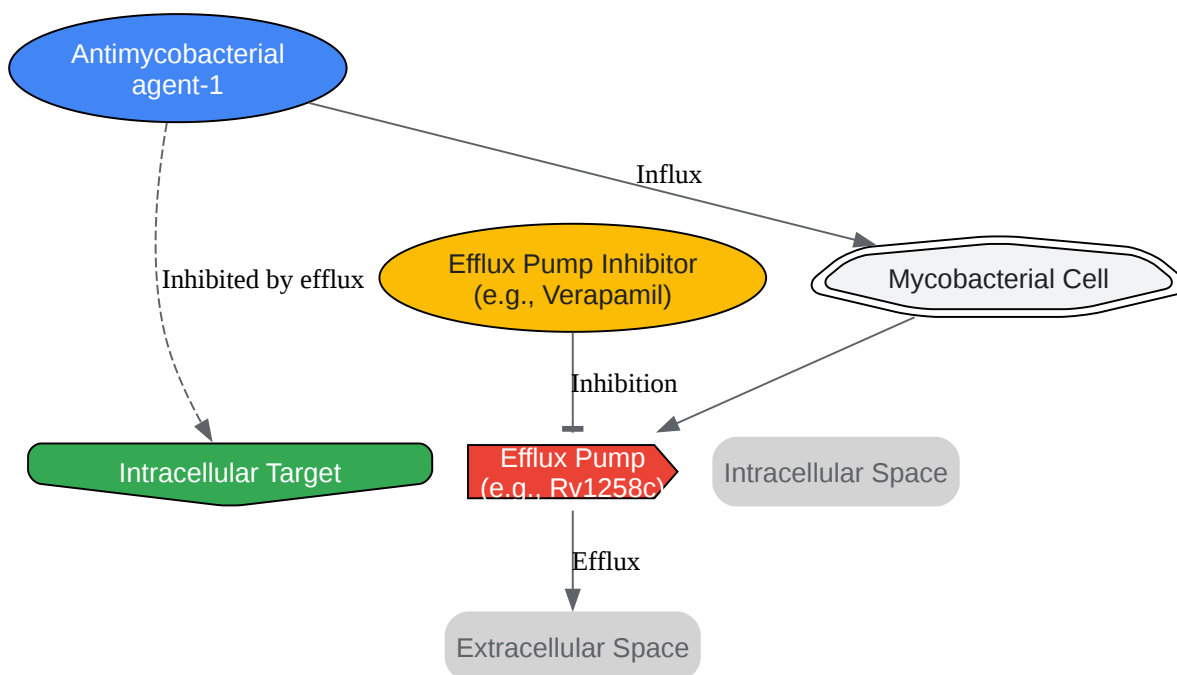 Antimycobacterial
agent-1
Influx
Inhibited by efflux
Efflux Pump Inhibitor
(e.g., Verapamil)
Mycobacterial Cell
Inhibition
Intracellular Target
Efflux Pump
(e.g., Rv1258c)
Intracellular Space
Efflux
Extracellular Space